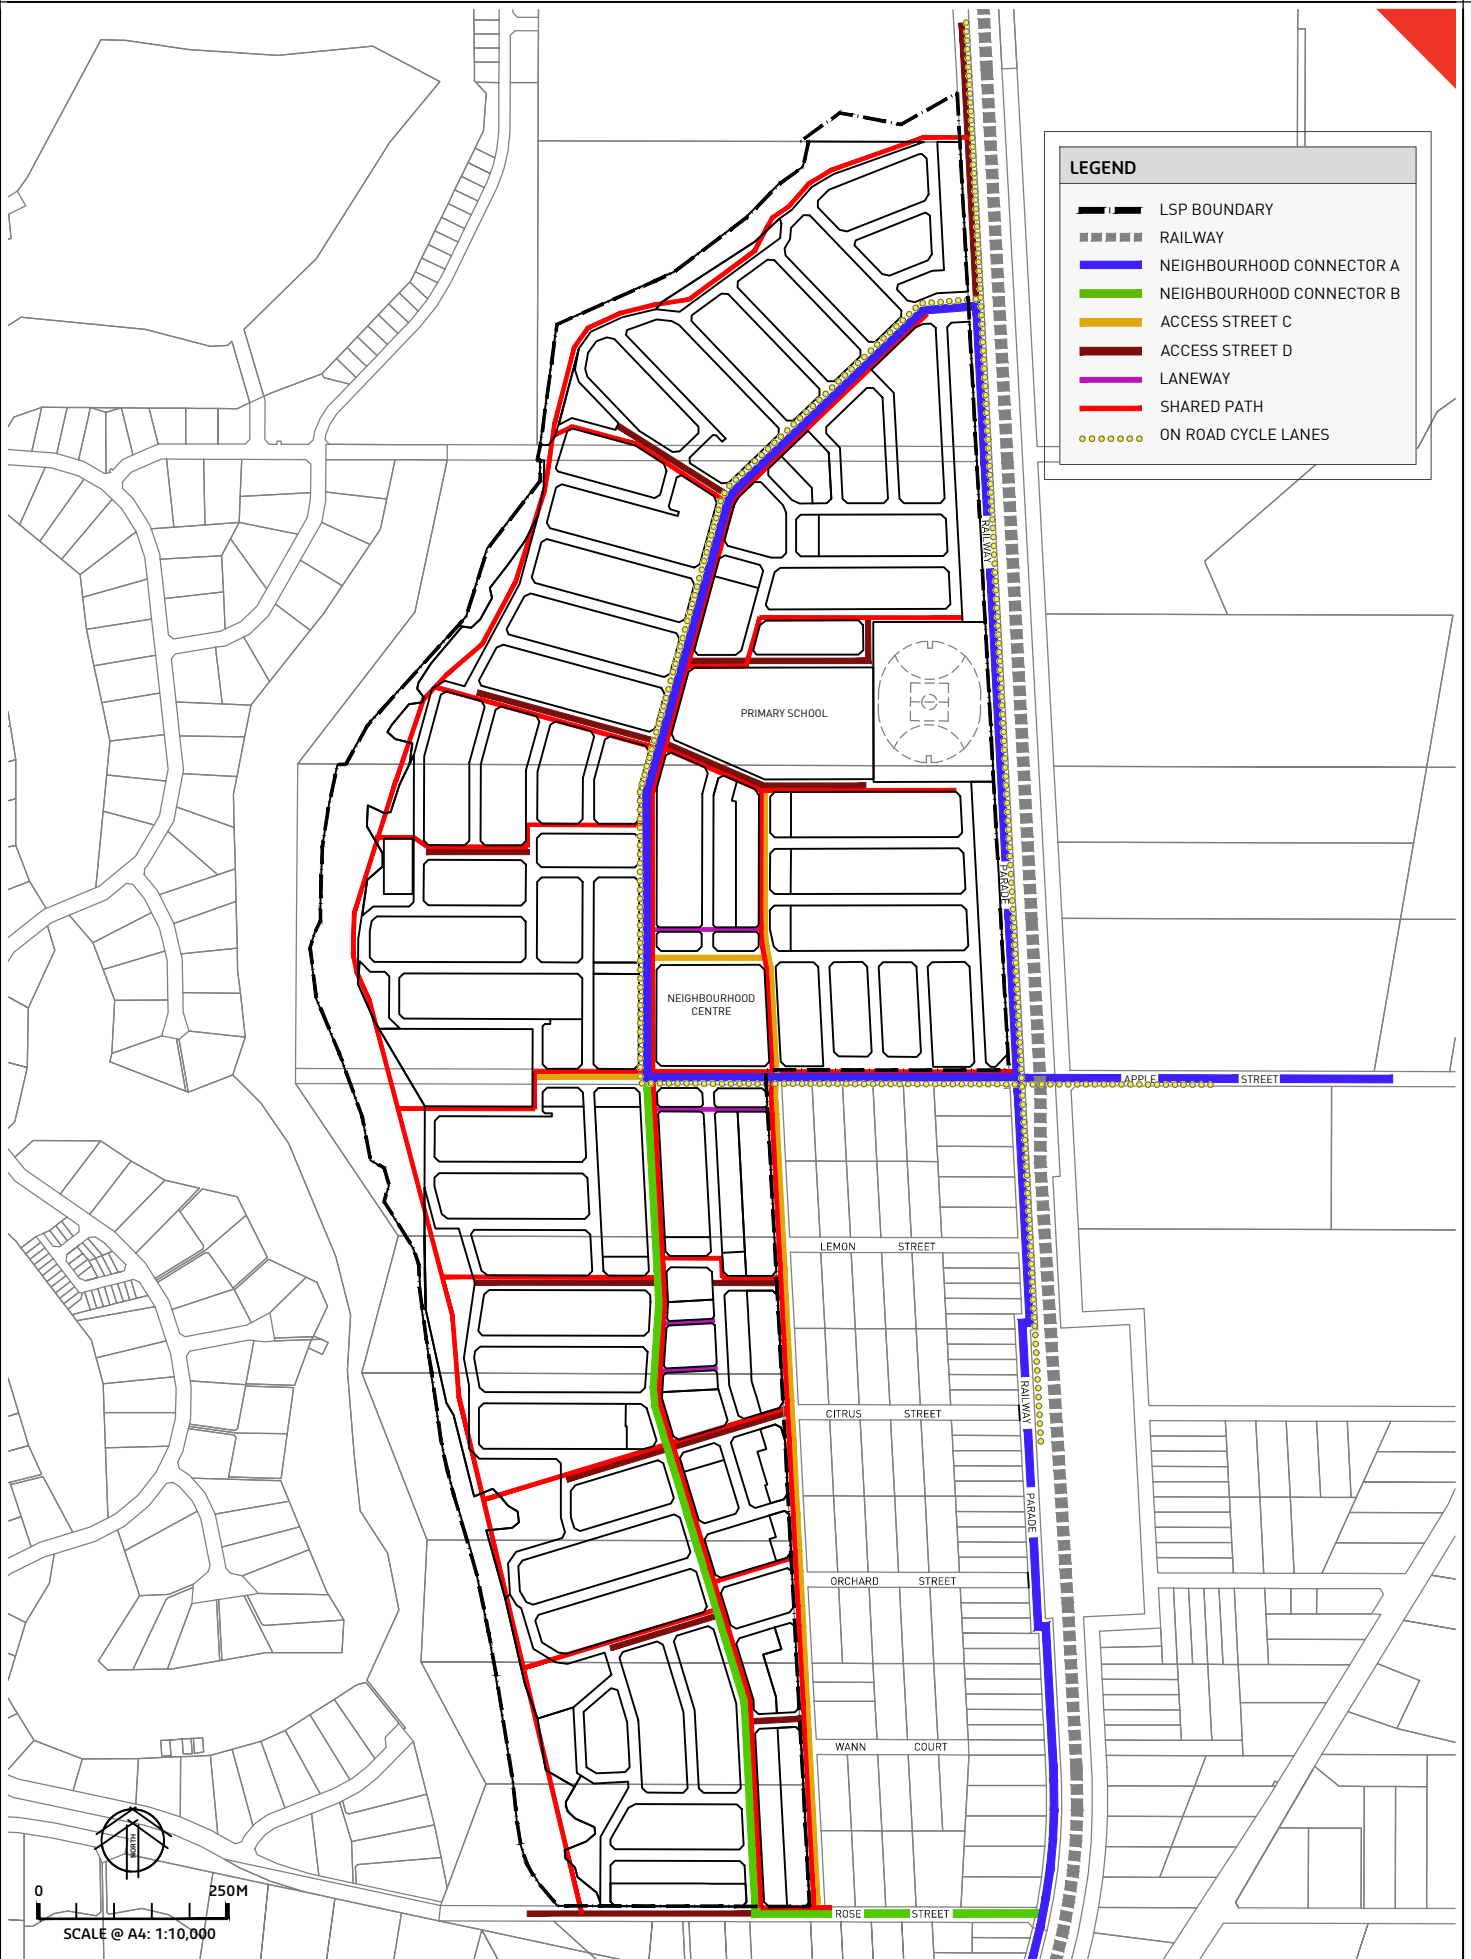 LEGEND
LSP BOUNDARY
RAILWAY
NEIGHBOURHOOD CONNECTOR A
NEIGHBOURHOOD CONNECTOR B
ACCESS STREET C
ACCESS STREET D
LANEWAY
SHARED PATH
ON ROAD CYCLE LANES
RAILWAY
PRIMARY SCHOOL
PARADE
NEIGHBOURHOOD
CENTRE
APPLE STREET
LEMON STREET
RAILWAY
CITRUS STREET
PARADE
ORCHARD STREET
WANN COURT
NORTH
0 250M
SCALE @ A4: 1:10,000
ROSE STREET